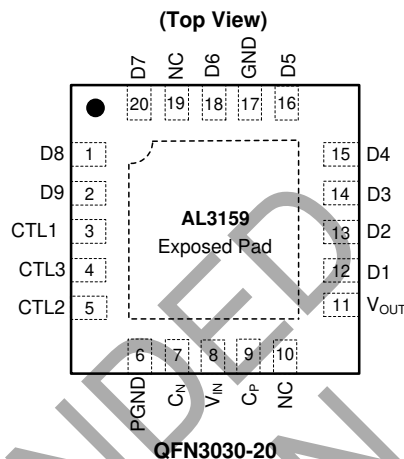 (Top View)
D7 NC D6 GND D5
20 19 18 17 16
D8 1
D9 2
CTL1 3
CTL3 4
CTL2 5
AL3159
Exposed Pad
15 D4
14 D3
13 D2
12 D1
11 VOUT
6 7 8 9 10
PGND CN VIN CP NC
QFN3030-20